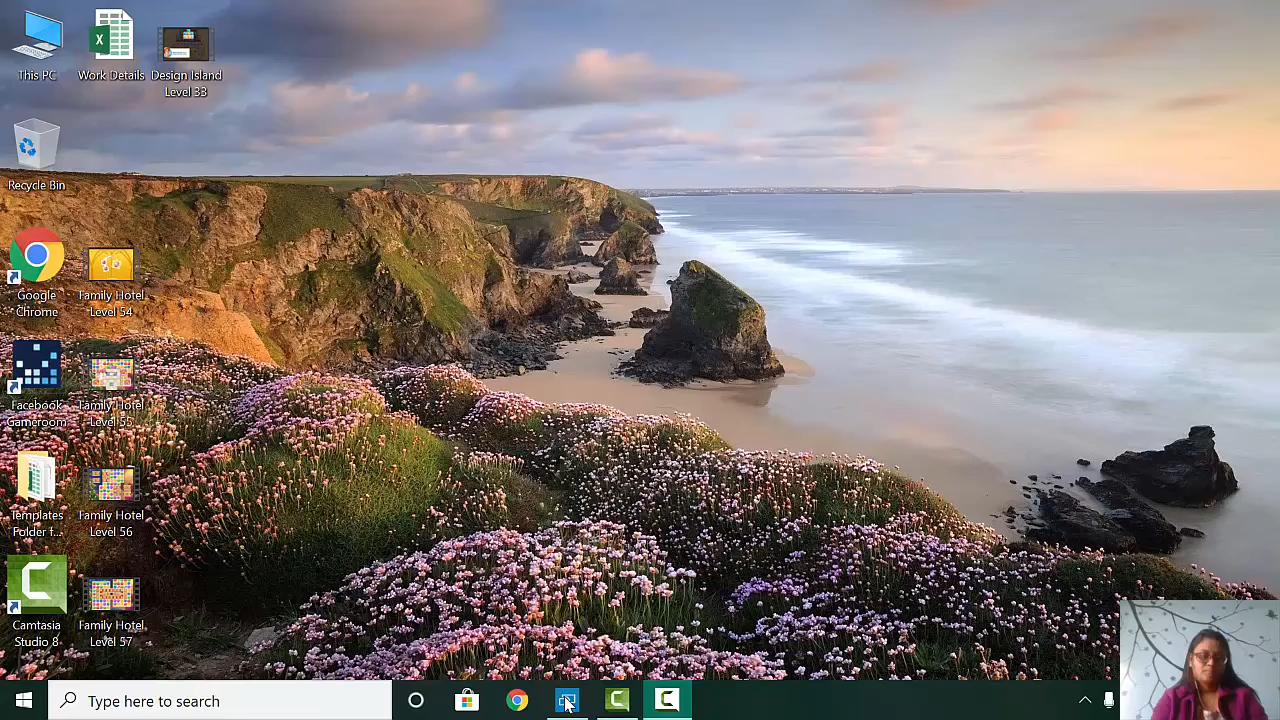 This PC
Work Details
Design Island
Level 33
Recycle Bin
Google
Chrome
Family Hotel
Level 54
Facebook
Gameroom
Family Hotel
Level 55
Templates
Folder f...
Family Hotel
Level 56
Camtasia
Studio 8
Family Hotel
Level 57
Type here to search